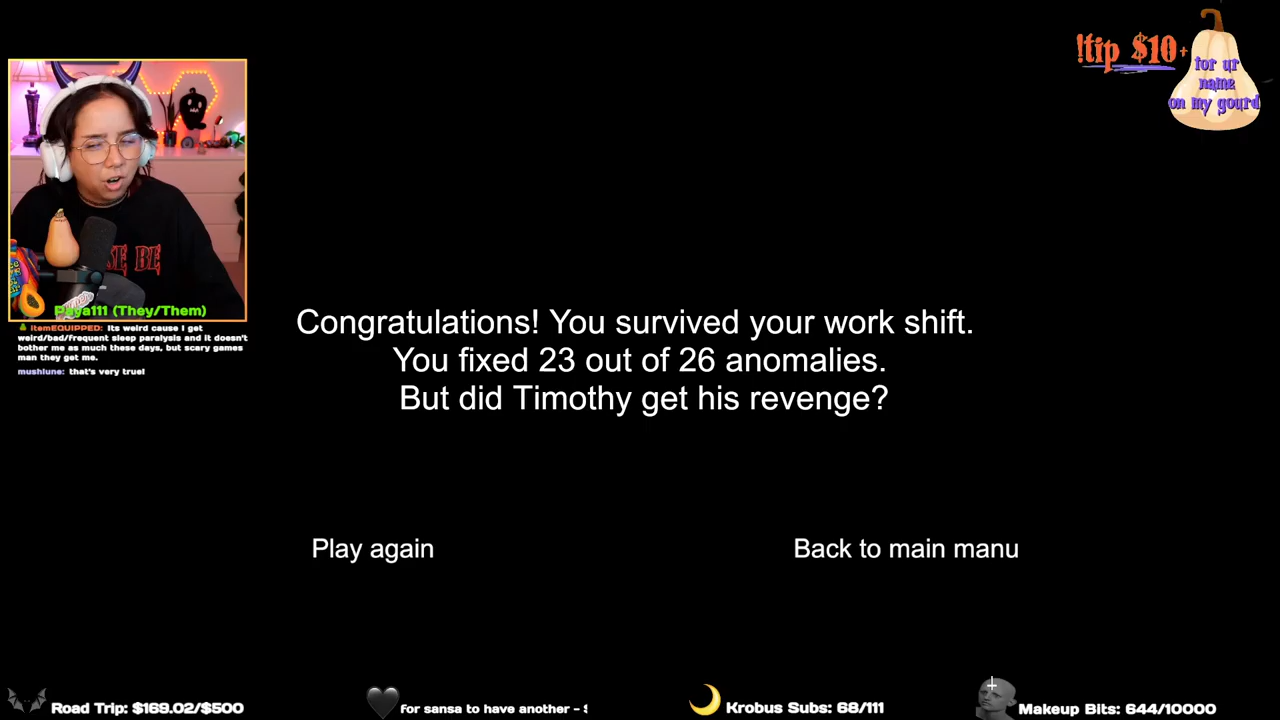 !tip $10+
for ur
name
on my gourd
Paya111 (They/Them)
itemEQUIPPED: Its weird cause I get
weird/bad/frequent sleep paralysis and it doesn't
bother me as much these days, but scary games
man they get me.
mushlune: that's very true!
Congratulations! You survived your work shift.
You fixed 23 out of 26 anomalies.
But did Timothy get his revenge?
Play again
Back to main manu
Road Trip: $169.02/$500
for sansa to have another -
Krobus Subs: 68/111
Makeup Bits: 644/10000